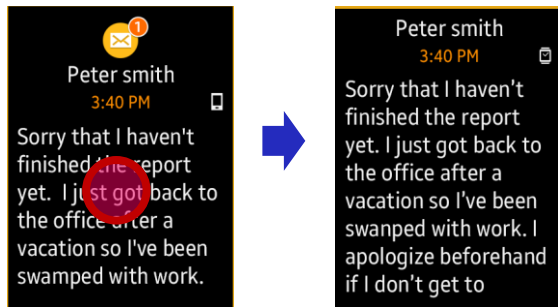 1
Peter smith
3:40 PM
Sorry that I haven't
finished the report
yet.  I just got back to
the office after a
vacation so I've been
swamped with work.
Peter smith
3:40 PM
Sorry that I haven’t
finished the report
yet. I just got back to
the office after a
vacation so I’ve been
swanped with work. I
apologize beforehand
if I don’t get to